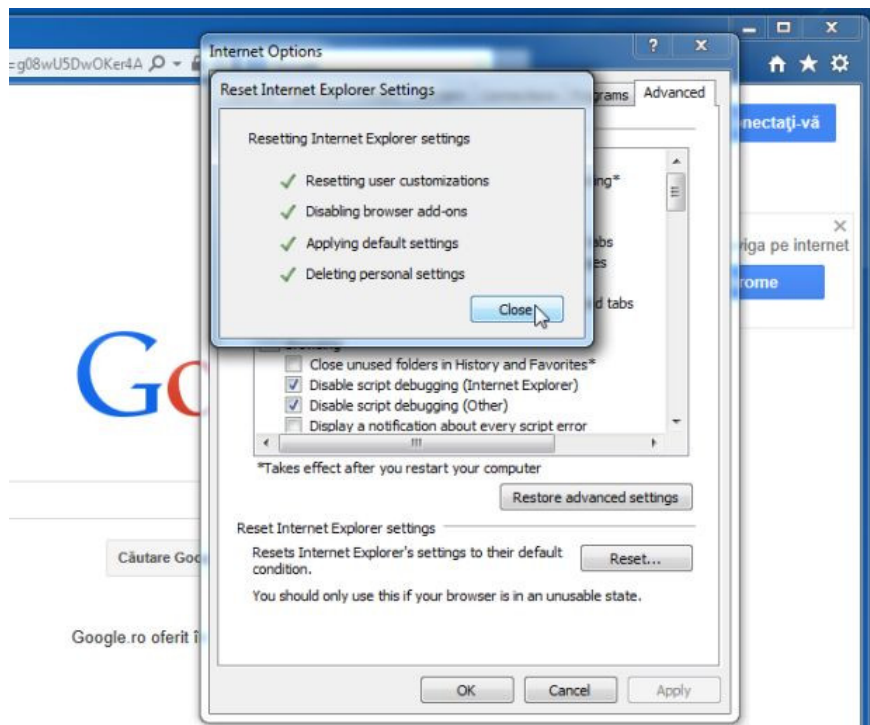 =g08wU5DwOKer4A
Internet Options
Reset Internet Explorer Settings
Advanced
Resetting Internet Explorer settings
Resetting user customizations
Disabling browser add-ons
Applying default settings
Deleting personal settings
Close
d tabs
Close unused folders in History and Favorites*
Disable script debugging (Internet Explorer)
Disable script debugging (Other)
Display a notification about every script error
*Takes effect after you restart your computer
Restore advanced settings
Reset Internet Explorer settings
Resets Internet Explorer's settings to their default
condition.
Reset...
You should only use this if your browser is in an unusable state.
OK Cancel Apply
nectaţi-vă
viga pe internet
rome
Go
Căutare Goo
Google.ro oferit î